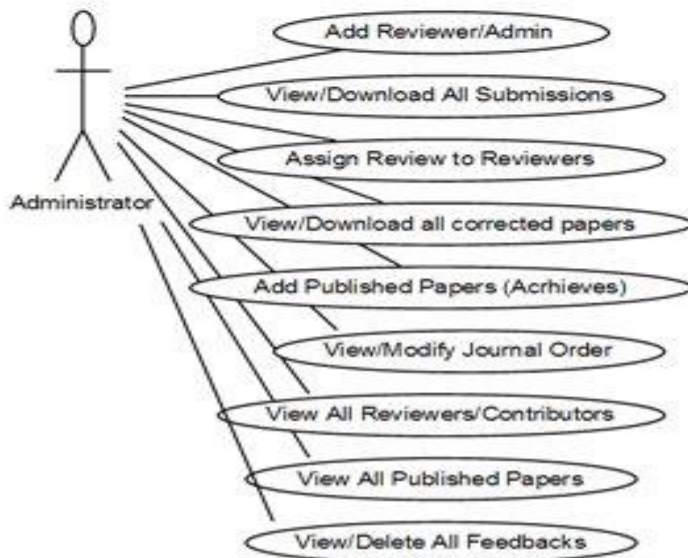 Add Reviewer/Admin
View/Download All Submissions
Assign Review to Reviewers
Administrator
View/Download all corrected papers
Add Published Papers (Acrhieves)
View/Modify Journal Order
View All Reviewers/Contributors
View All Published Papers
View/Delete All Feedbacks